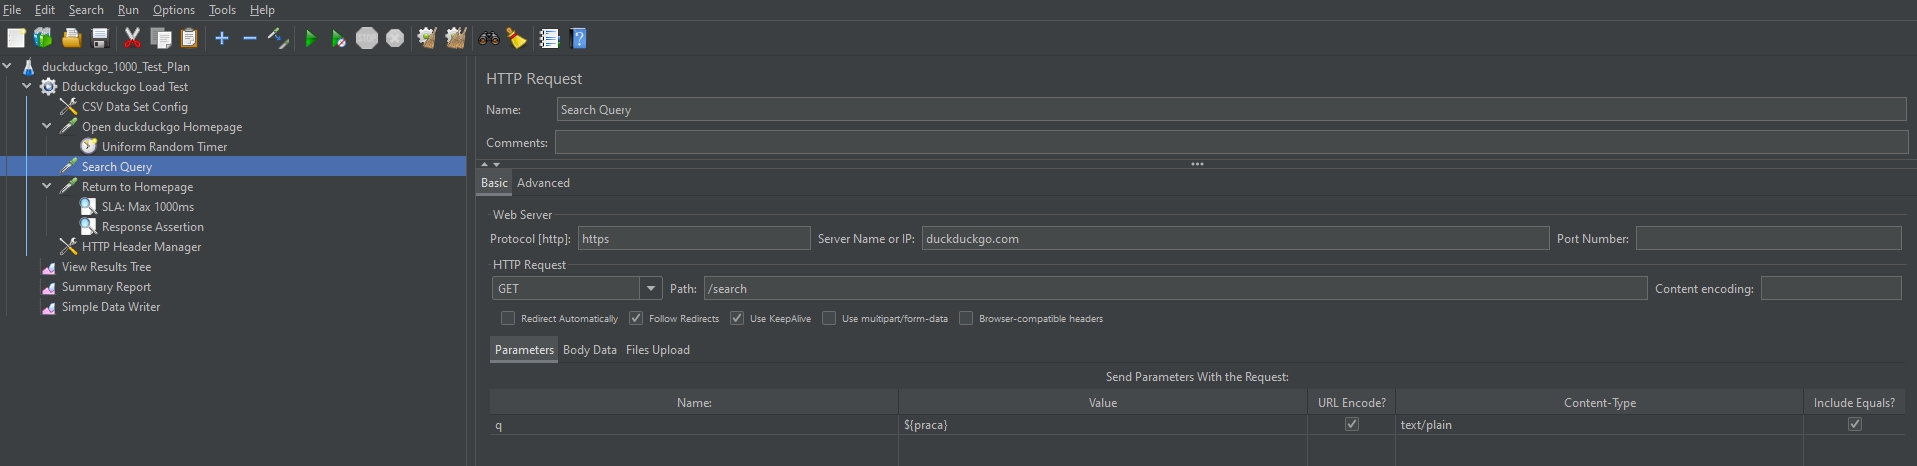 File Edit Search Run Options Tools Help
STOP
duckduckgo_1000_Test_Plan
Dduckduckgo Load Test
CSV Data Set Config
Open duckduckgo Homepage
Uniform Random Timer
Search Query
Return to Homepage
SLA: Max 1000ms
Response Assertion
HTTP Header Manager
View Results Tree
Summary Report
Simple Data Writer
HTTP Request
Name: Search Query
Comments:
Basic Advanced
Web Server
Protocol [http]: https Server Name or IP: duckduckgo.com Port Number:
HTTP Request
GET Path: /search Content encoding:
Redirect Automatically Follow Redirects Use KeepAlive Use multipart/form-data Browser-compatible headers
Parameters Body Data Files Upload
Send Parameters With the Request:
Name: Value URL Encode? Content-Type Include Equals?
q ${praca} text/plain